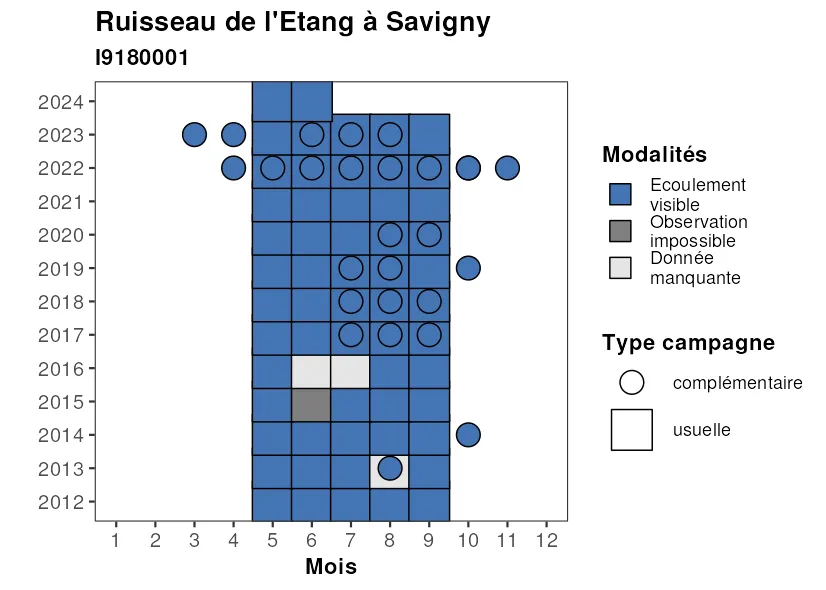 Ruisseau de l'Etang à Savigny
I9180001
2024
2023
2022
2021
2020
2019
2018
2017
2016
2015
2014
2013
2012
1 2 3 4 5 6 7 8 9 10 11 12
Mois
Modalités
Ecoulement
visible
Observation
impossible
Donnée
manquante
Type campagne
complémentaire
usuelle